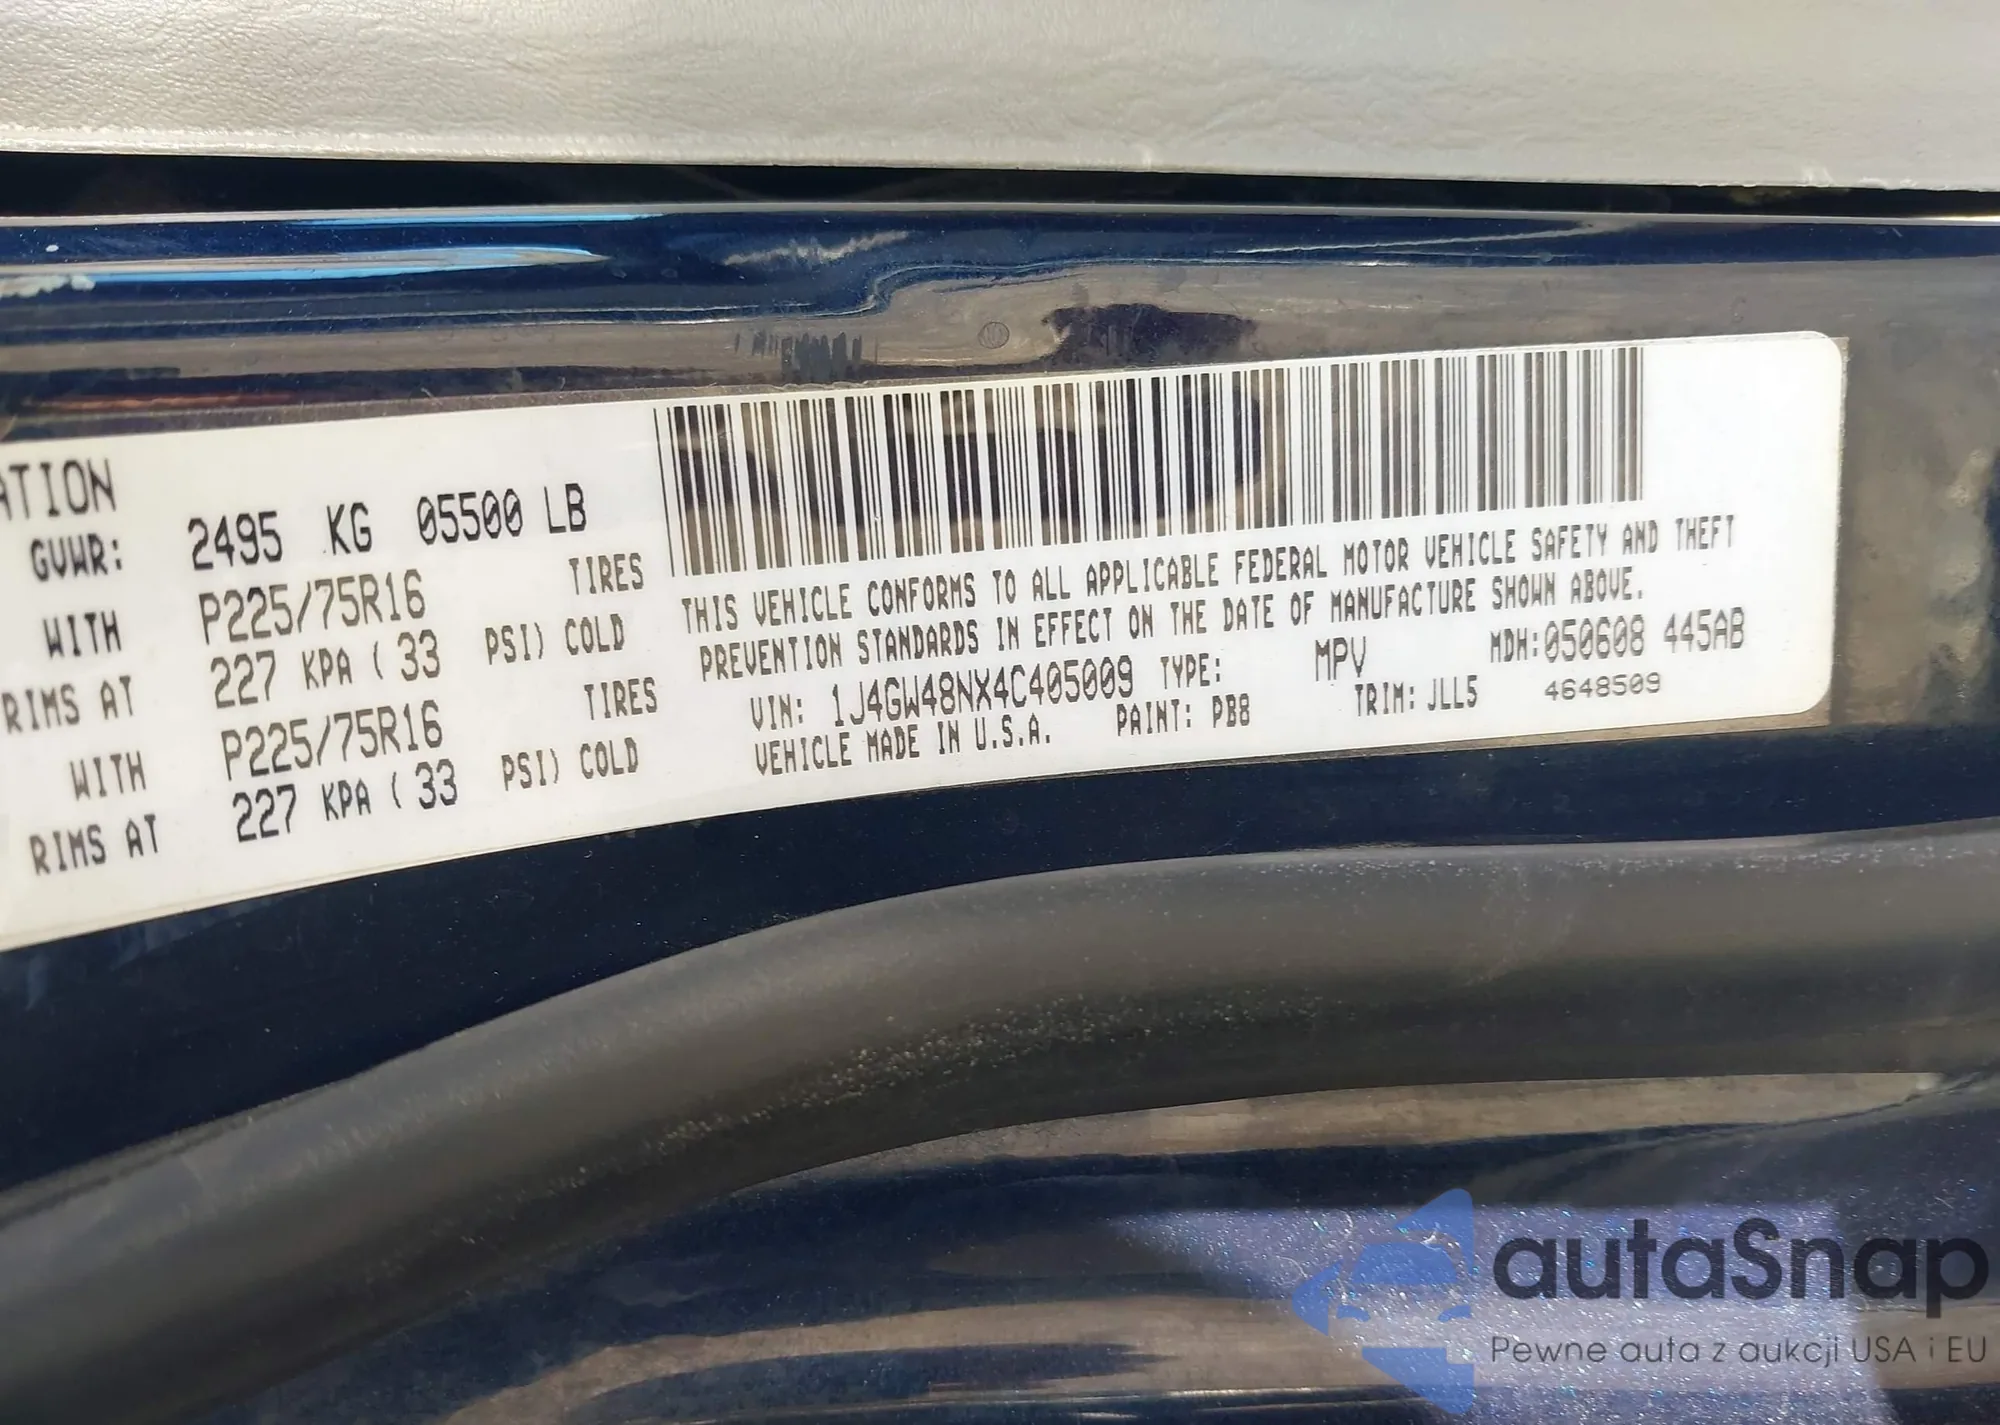 ATION
GVWR: 2495 KG 05500 LB
WITH P225/75R16 TIRES
RIMS AT 227 KPA ( 33 PSI) COLD
WITH P225/75R16 TIRES
RIMS AT 227 KPA ( 33 PSI) COLD
THIS VEHICLE CONFORMS TO ALL APPLICABLE FEDERAL MOTOR VEHICLE SAFETY AND THEFT
PREVENTION STANDARDS IN EFFECT ON THE DATE OF MANUFACTURE SHOWN ABOVE.
VIN: 1J4GW48NX4C405009 TYPE: MPV MDH:050608 445AB
VEHICLE MADE IN U.S.A. PAINT: PB8 TRIM: JLL5 4648509
autaSnap
Pewne auta z aukcji USA i EU